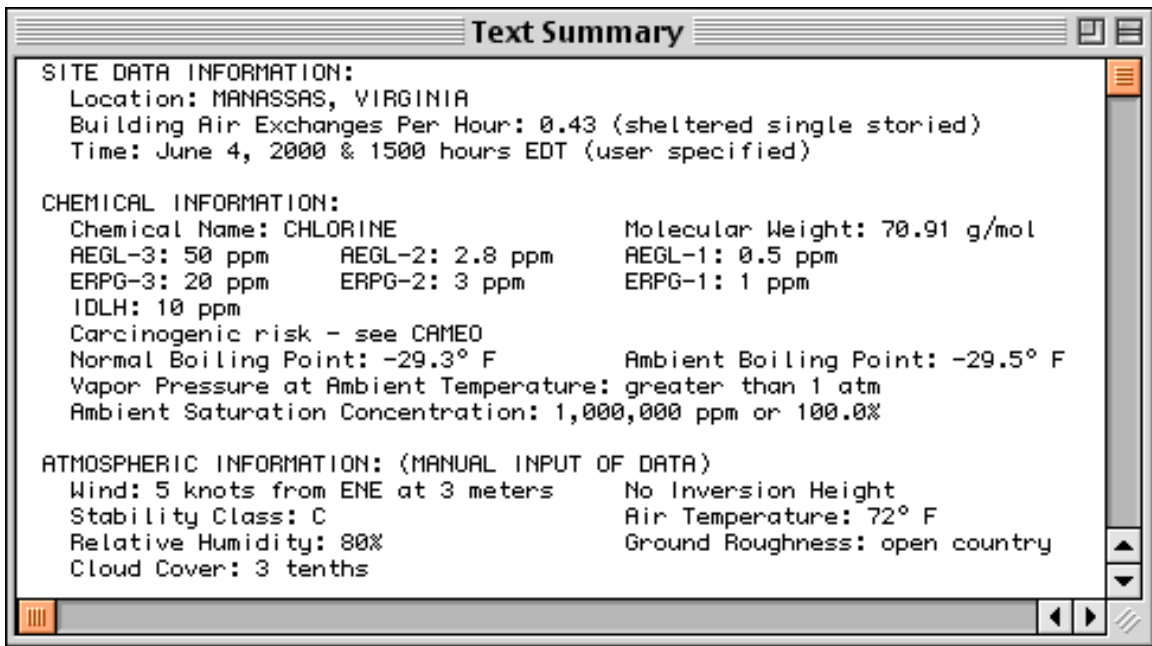 Text Summary
SITE DATA INFORMATION:
Location: MANASSAS, VIRGINIA
Building Air Exchanges Per Hour: 0.43 (sheltered single storied)
Time: June 4, 2000 & 1500 hours EDT (user specified)
CHEMICAL INFORMATION:
Chemical Name: CHLORINE Molecular Weight: 70.91 g/mol
AEGL-3: 50 ppm AEGL-2: 2.8 ppm AEGL-1: 0.5 ppm
ERPG-3: 20 ppm ERPG-2: 3 ppm ERPG-1: 1 ppm
IDLH: 10 ppm
Carcinogenic risk - see CAMEO
Normal Boiling Point: -29.3° F Ambient Boiling Point: -29.5° F
Vapor Pressure at Ambient Temperature: greater than 1 atm
Ambient Saturation Concentration: 1,000,000 ppm or 100.0%
ATMOSPHERIC INFORMATION: (MANUAL INPUT OF DATA)
Wind: 5 knots from ENE at 3 meters No Inversion Height
Stability Class: C Air Temperature: 72° F
Relative Humidity: 80% Ground Roughness: open country
Cloud Cover: 3 tenths